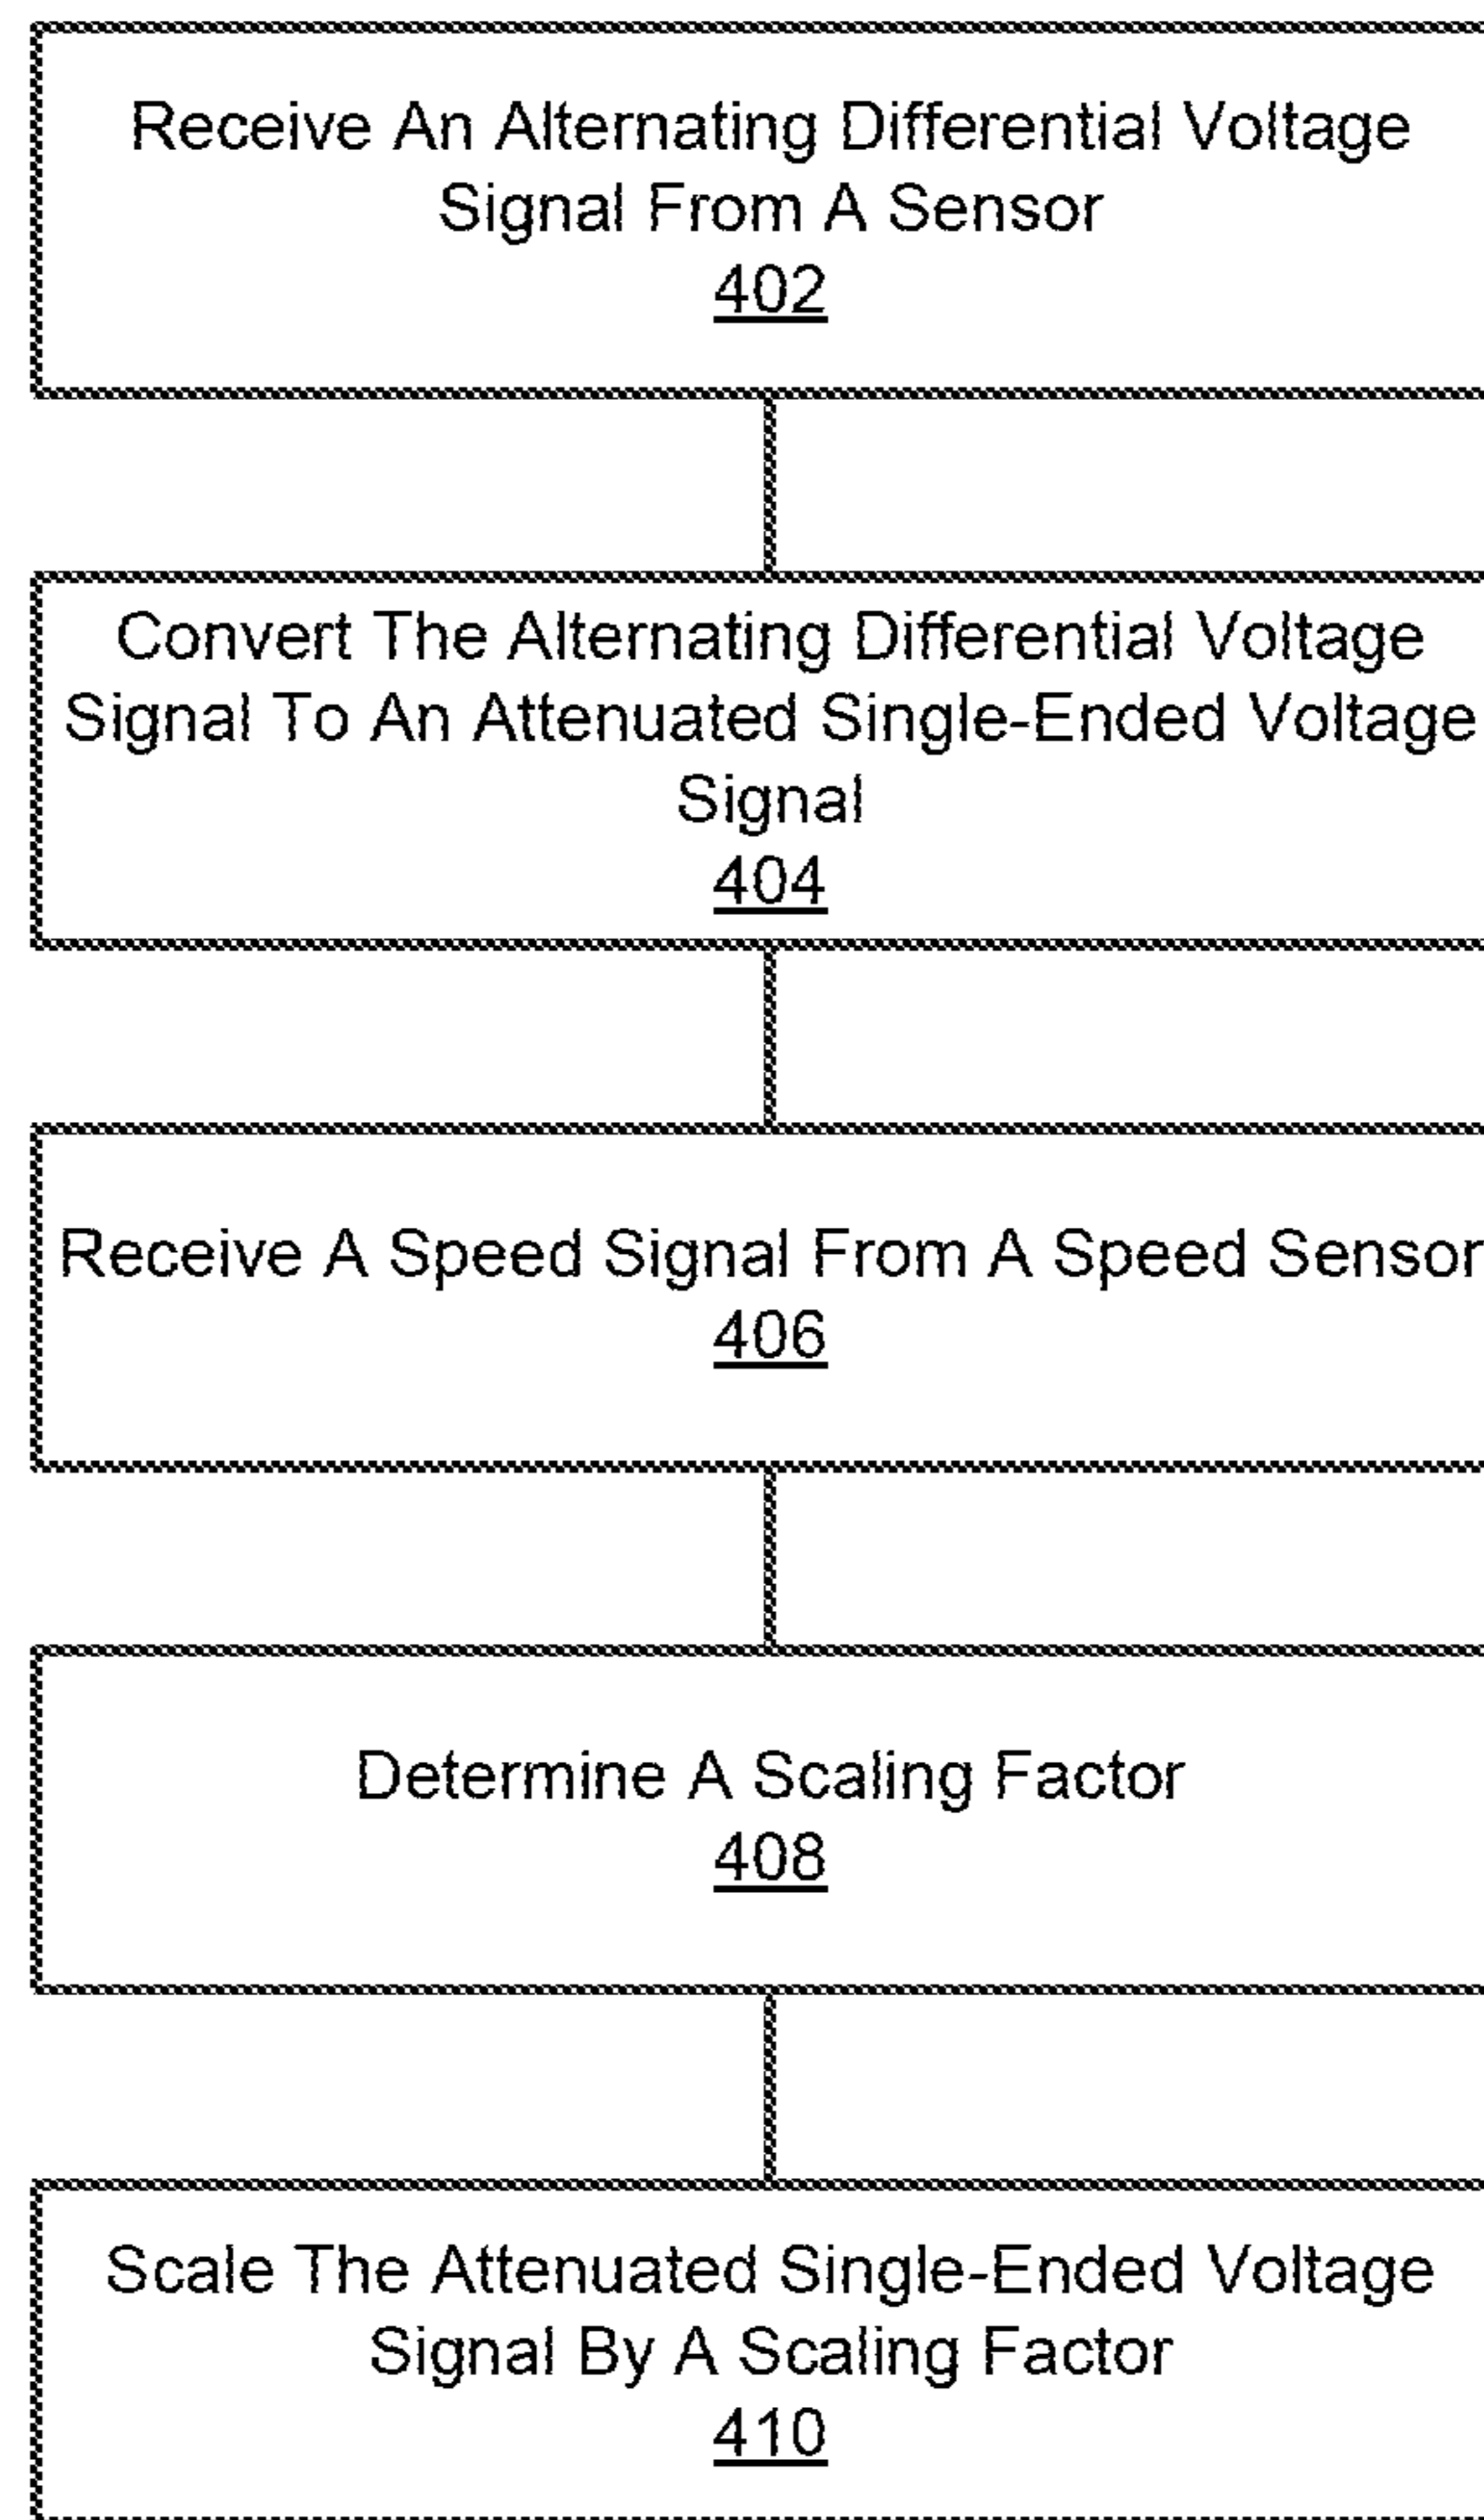 Receive An Alternating Differential Voltage
Signal From A Sensor
402
Convert The Alternating Differential Voltage
Signal To An Attenuated Single-Ended Voltage
Signal
404
Receive A Speed Signal From A Speed Sensor
406
Determine A Scaling Factor
408
Scale The Attenuated Single-Ended Voltage
Signal By A Scaling Factor
410